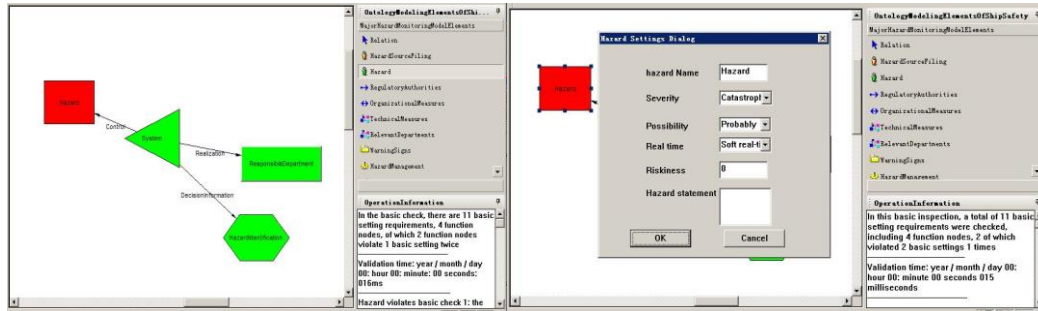 OntologyModelingElementsOfShi...
MajorHazardMonitoringModelElements
Relation
HazardSourceFiling
Hazard
RegulatoryAuthorities
OrganizationalMeasures
TechnicalMeasures
RelevantDepartments
WarningSigns
HazardManagement
Hazard
Control
System
Realization
ResponsibleDepartment
DecisionInformation
HazardIdentification
OperationInformation
In the basic check, there are 11 basic
setting requirements, 4 function
nodes, of which 2 function nodes
violate 1 basic setting twice
Validation time: year / month / day
00: hour 00: minute: 00 seconds:
016ms
Hazard violates basic check 1: the
Hazard
Hazard Settings Dialog
hazard Name
Hazard
Severity
Catastropl
Possibility
Probably
Real time
Soft real-ti
Riskiness
0
Hazard statement
OK
Cancel
OntologyModelingElementsOfShipSafety
MajorHazardMonitoringModelElements
Relation
HazardSourceFiling
Hazard
RegulatoryAuthorities
OrganizationalMeasures
TechnicalMeasures
RelevantDepartments
WarningSigns
HazardManagement
OperationInformation
In this basic inspection, a total of 11 basic
setting requirements were checked,
including 4 function nodes, 2 of which
violated 2 basic settings 1 times
Validation time: year / month / day 00:
hour 00: minute 00 seconds 015
milliseconds